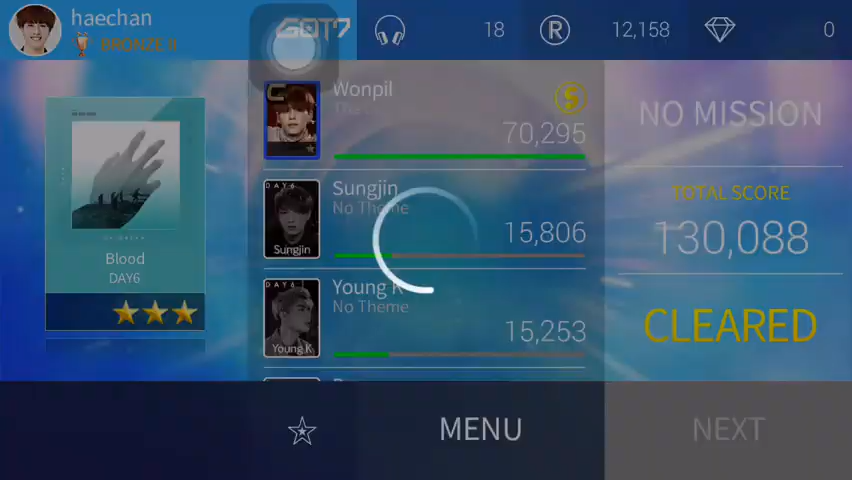 haechan
BRONZE II
GOT7
18
R
12,158
0
Blood
DAY6
C
Wonpil
The
S
70,295
DAY6
Sungjin
Sungjin
No Theme
15,806
DAY6
Young K
Young K
No Theme
15,253
NO MISSION
TOTAL SCORE
130,088
CLEARED
MENU
NEXT